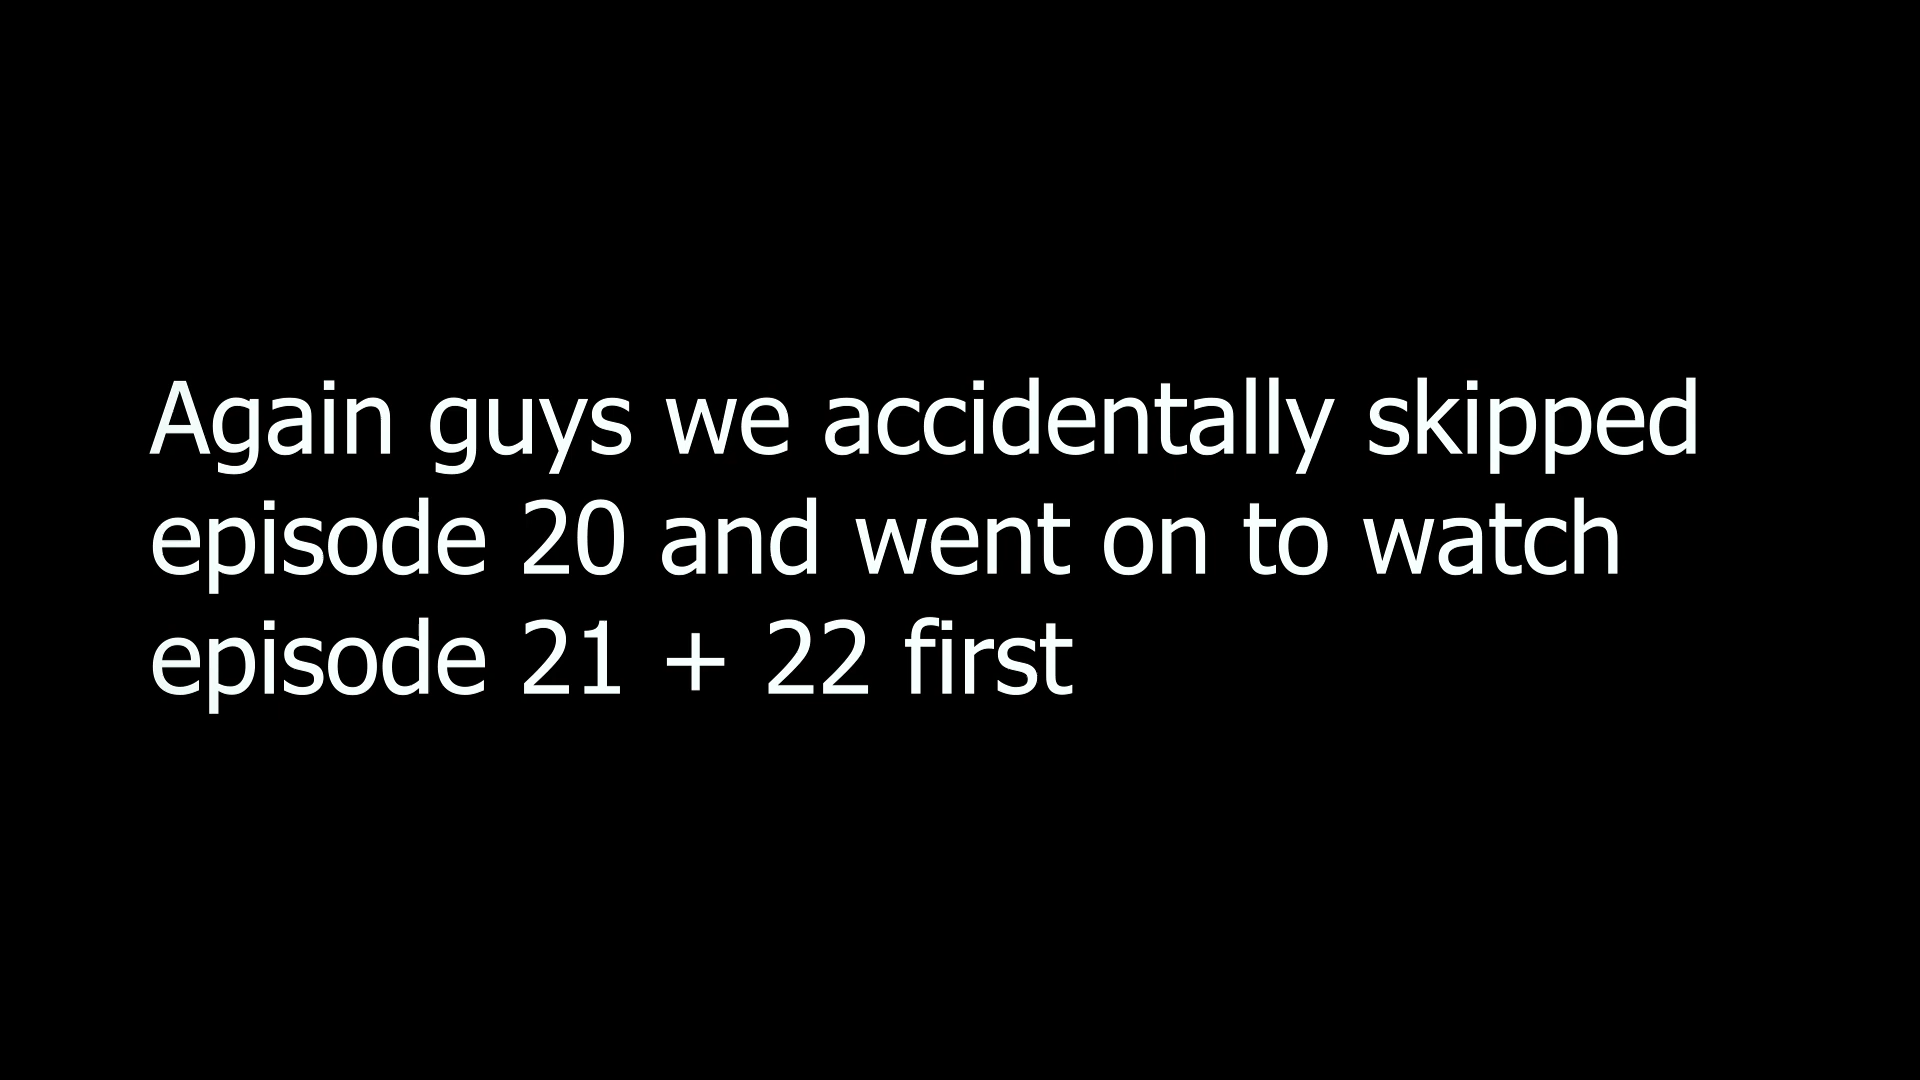 Again guys we accidentally skipped
episode 20 and went on to watch
episode 21 + 22 first